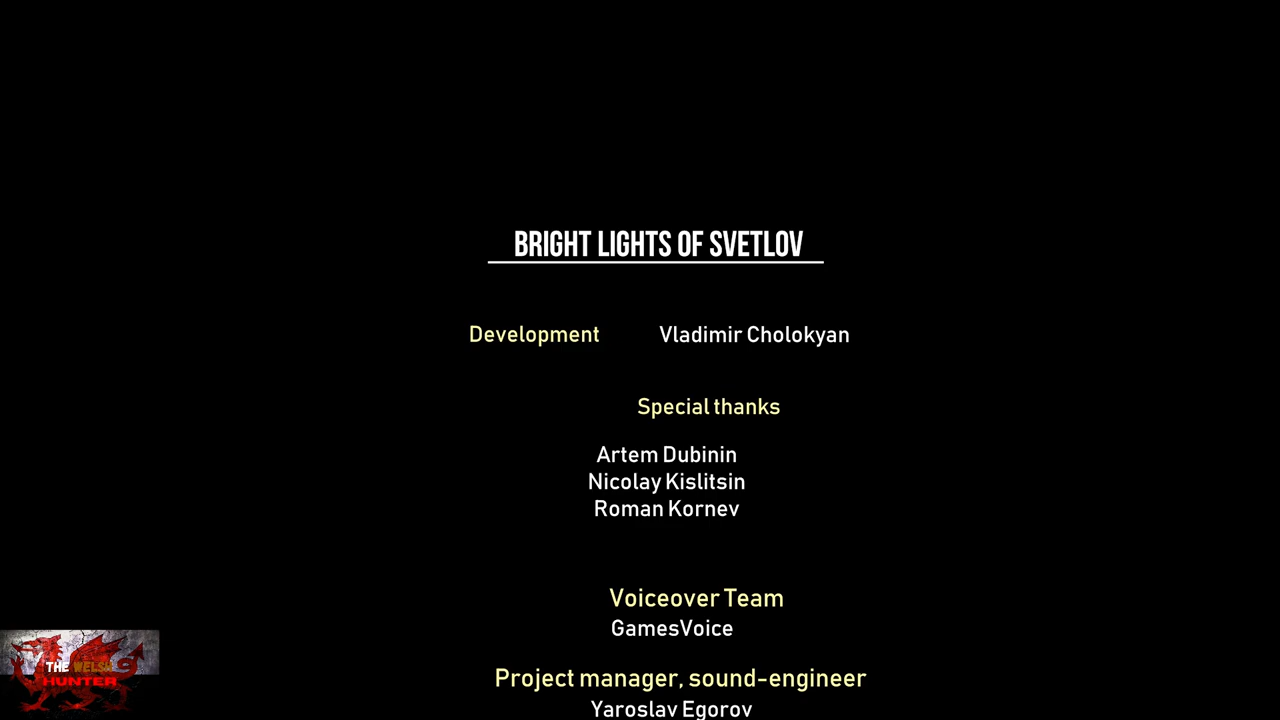 BRIGHT LIGHTS OF SVETLOV
Development Vladimir Cholokyan
Special thanks
Artem Dubinin
Nicolay Kislitsin
Roman Kornev
Voiceover Team
GamesVoice
Project manager, sound-engineer
Yaroslav Egorov
THE WELSH
HUNTER